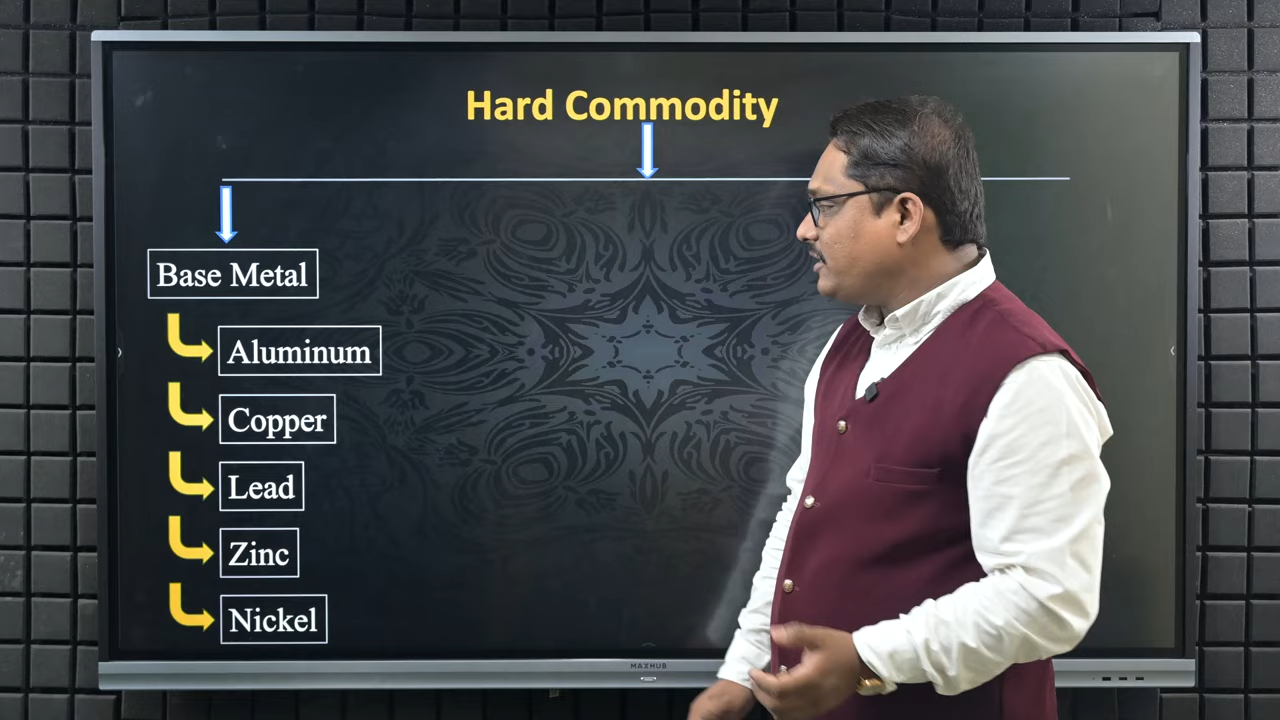 Hard Commodity
Base Metal
Aluminum
Copper
Lead
Zinc
Nickel
MAXHUB